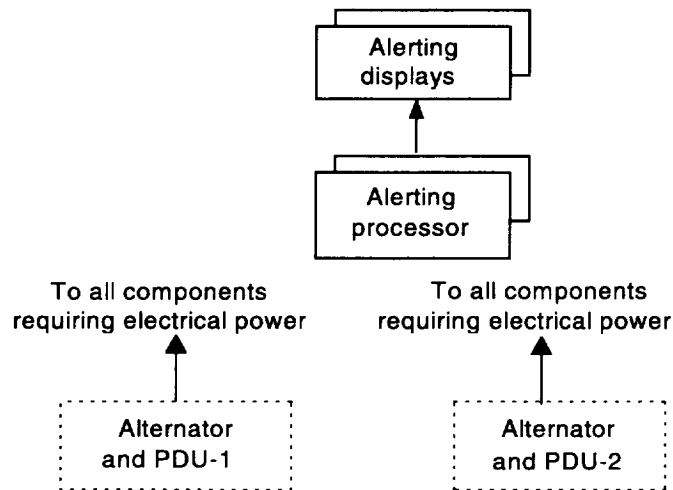 Alerting
displays
Alerting
processor
To all components
requiring electrical power
To all components
requiring electrical power
Alternator
and PDU-1
Alternator
and PDU-2